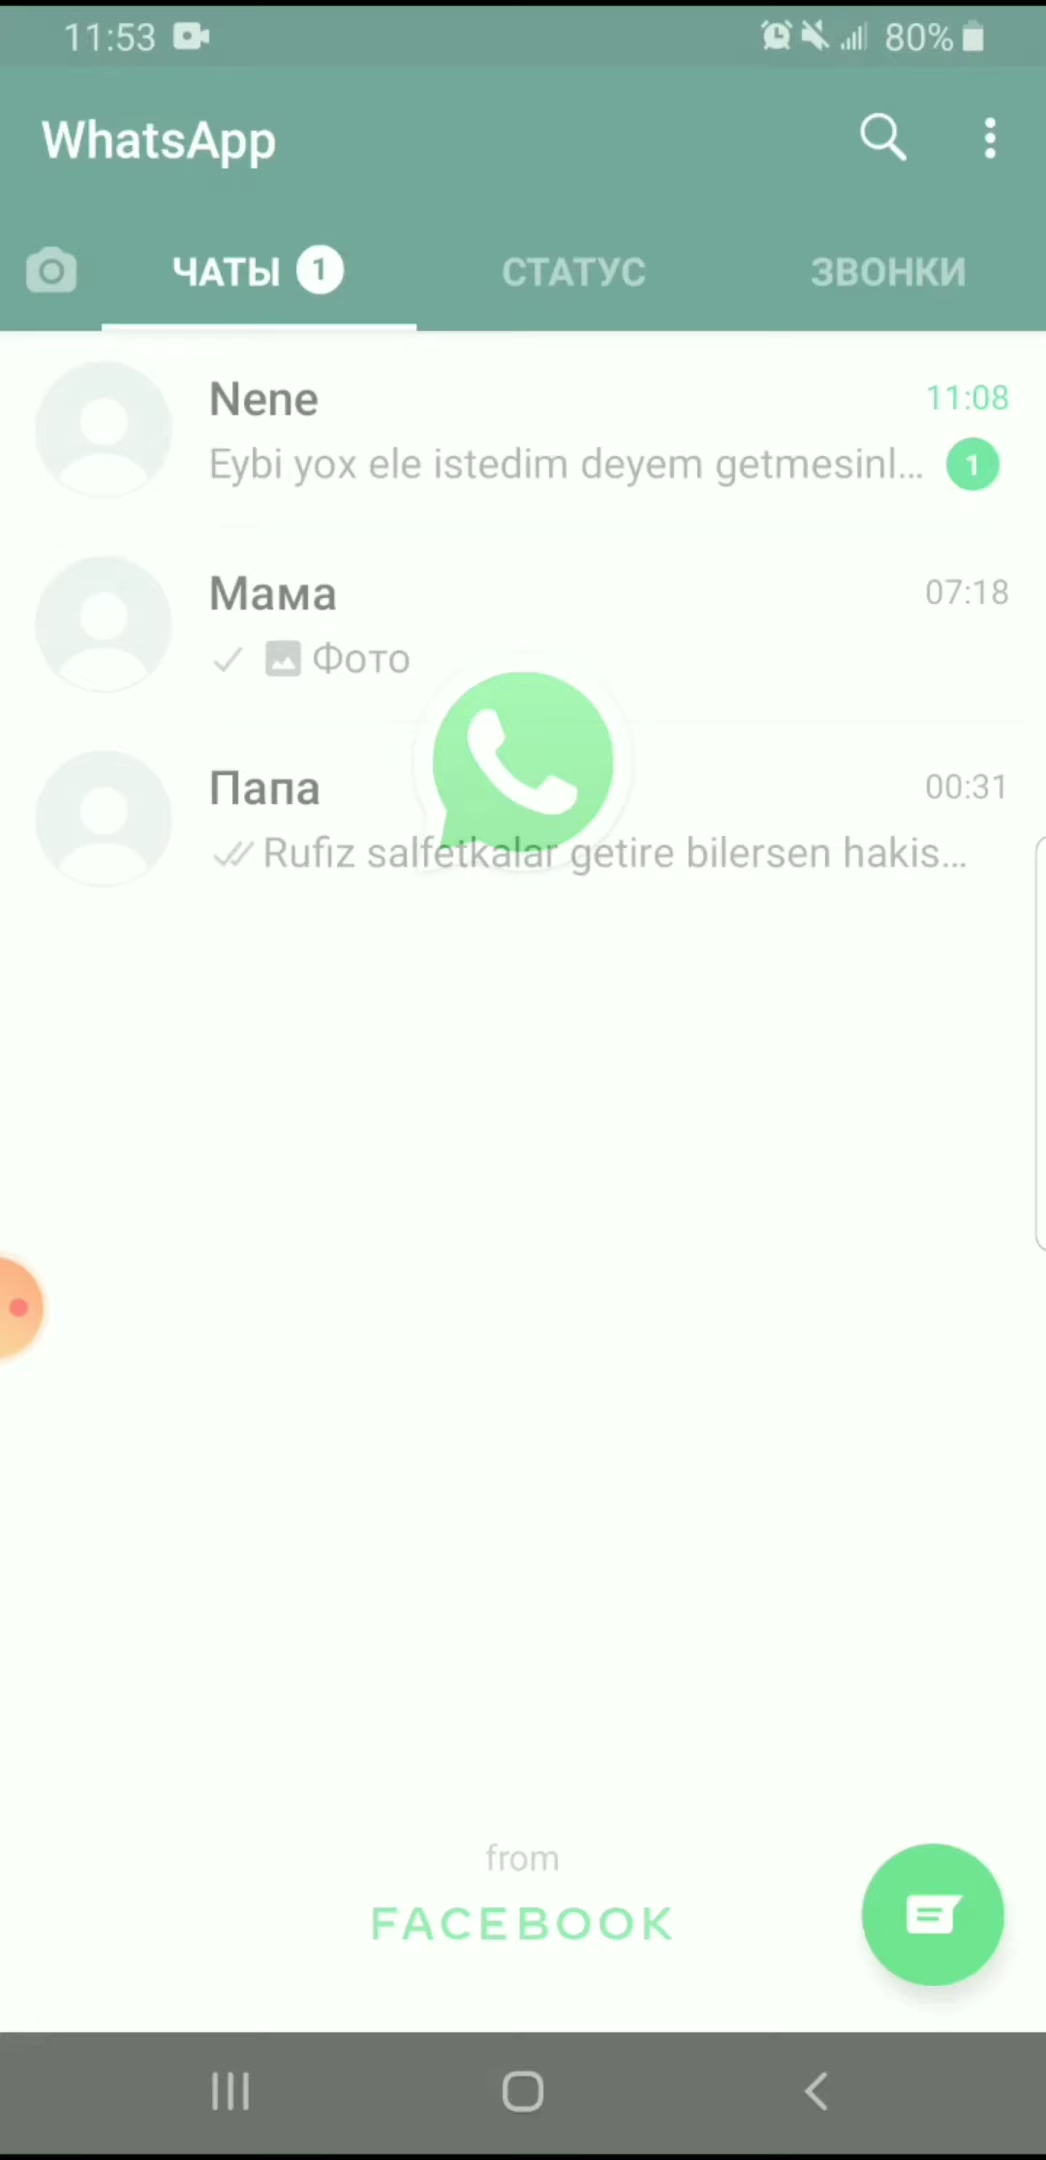 11:53 80%
WhatsApp
ЧАТЫ 1 СТАТУС ЗВОНКИ
Nene 11:08
Eybi yox ele istedim deyem getmesinl... 1
Мама 07:18
Фото
Папа 00:31
Rufiz salfetkalar getire bilersen hakis...
from
FACEBOOK